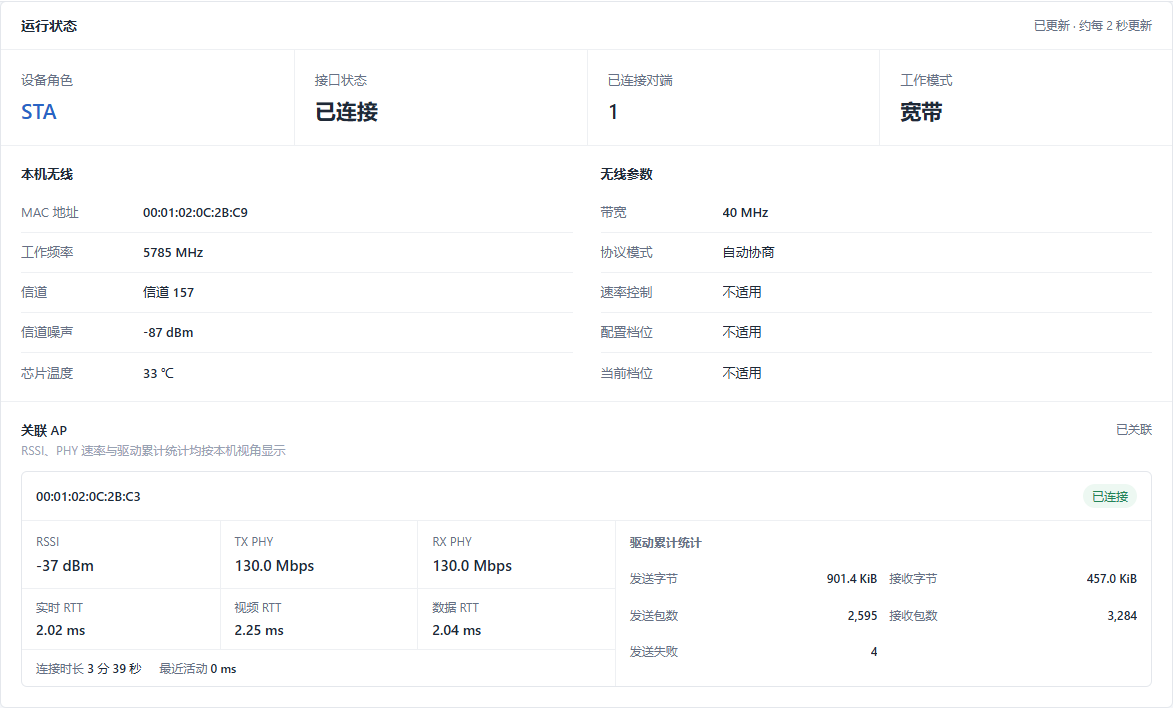 运行状态
已更新 · 约每 2 秒更新
设备角色
STA
接口状态
已连接
已连接对端
1
工作模式
宽带
本机无线
MAC 地址 00:01:02:0C:2B:C9
工作频率 5785 MHz
信道 信道 157
信道噪声 -87 dBm
芯片温度 33 ℃
无线参数
带宽 40 MHz
协议模式 自动协商
速率控制 不适用
配置档位 不适用
当前档位 不适用
关联 AP
已关联
RSSI、PHY 速率与驱动累计统计均按本机视角显示
00:01:02:0C:2B:C3
已连接
RSSI
-37 dBm
TX PHY
130.0 Mbps
RX PHY
130.0 Mbps
实时 RTT
2.02 ms
视频 RTT
2.25 ms
数据 RTT
2.04 ms
连接时长 3 分 39 秒 最近活动 0 ms
驱动累计统计
发送字节 901.4 KiB 接收字节 457.0 KiB
发送包数 2,595 接收包数 3,284
发送失败 4